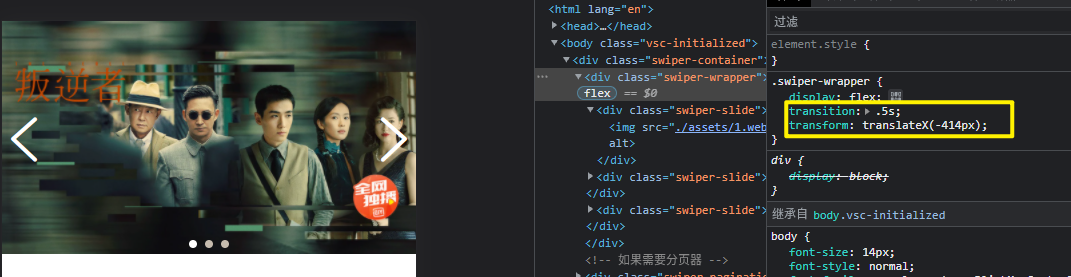 叛逆者
全网
独播
<html lang="en">
▶<head>…</head>
▼<body class="vsc-initialized">
▼<div class="swiper-container">
… ▼<div class="swiper-wrapper">
flex == $0
▼<div class="swiper-slide">
<img src="./assets/1.web
alt>
</div>
▶<div class="swiper-slide">
</div>
▶<div class="swiper-slide">
</div>
</div>
<!-- 如果需要分页器 -->
过滤
element.style {
}
.swiper-wrapper {
display: flex;
transition: ▶ .5s;
transform: translateX(-414px);
}
div {
display: block;
}
继承自 body.vsc-initialized
body {
font-size: 14px;
font-style: normal;